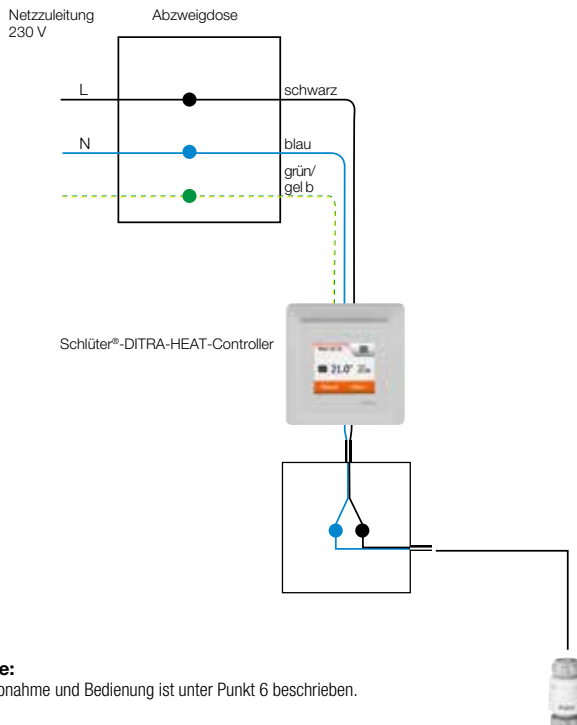 Netzzuleitung
230 V
Abzweigdose
L
schwarz
N
blau
grün/
gel b
Schlüter®-DITRA-HEAT-Controller
21.0°
e:
nahme und Bedienung ist unter Punkt 6 beschrieben.